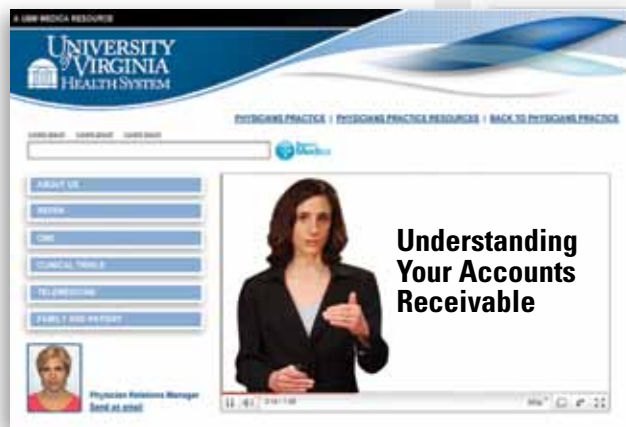 A UBM MEDICA RESOURCE
UNIVERSITY
of VIRGINIA
HEALTH SYSTEM
PHYSICIANS PRACTICE | PHYSICIANS PRACTICE RESOURCES | BACK TO PHYSICIANS PRACTICE
ABOUT US
REFER
CME
CLINICAL TRIALS
TELEMEDICINE
FAMILY AND PATIENT
Understanding
Your Accounts
Receivable
Physician Relations Manager
Send an email